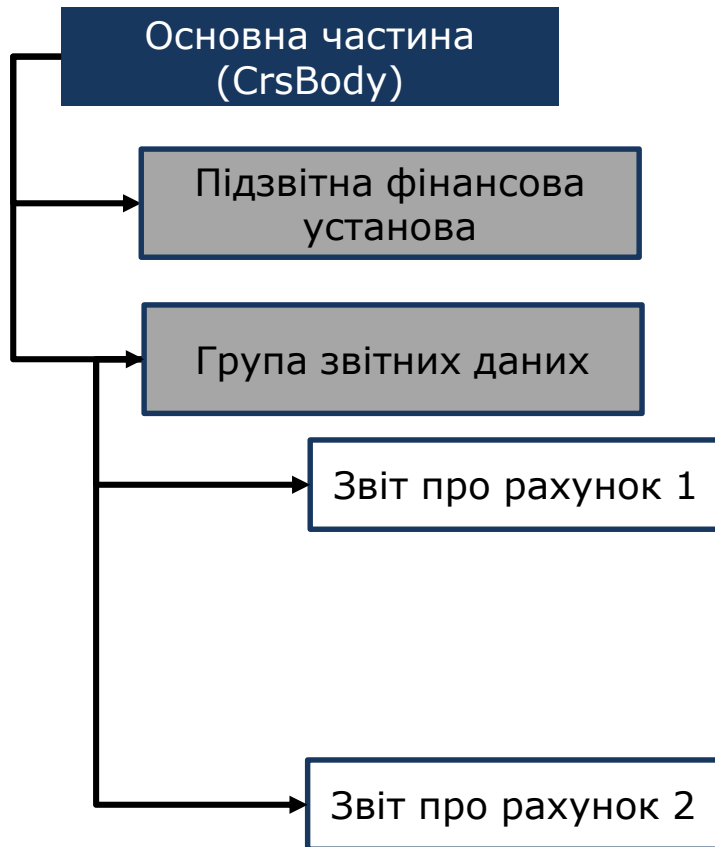 Основна частина
(CrsBody)
Підзвітна фінансова
установа
Група звітних даних
Звіт про рахунок 1
Звіт про рахунок 2